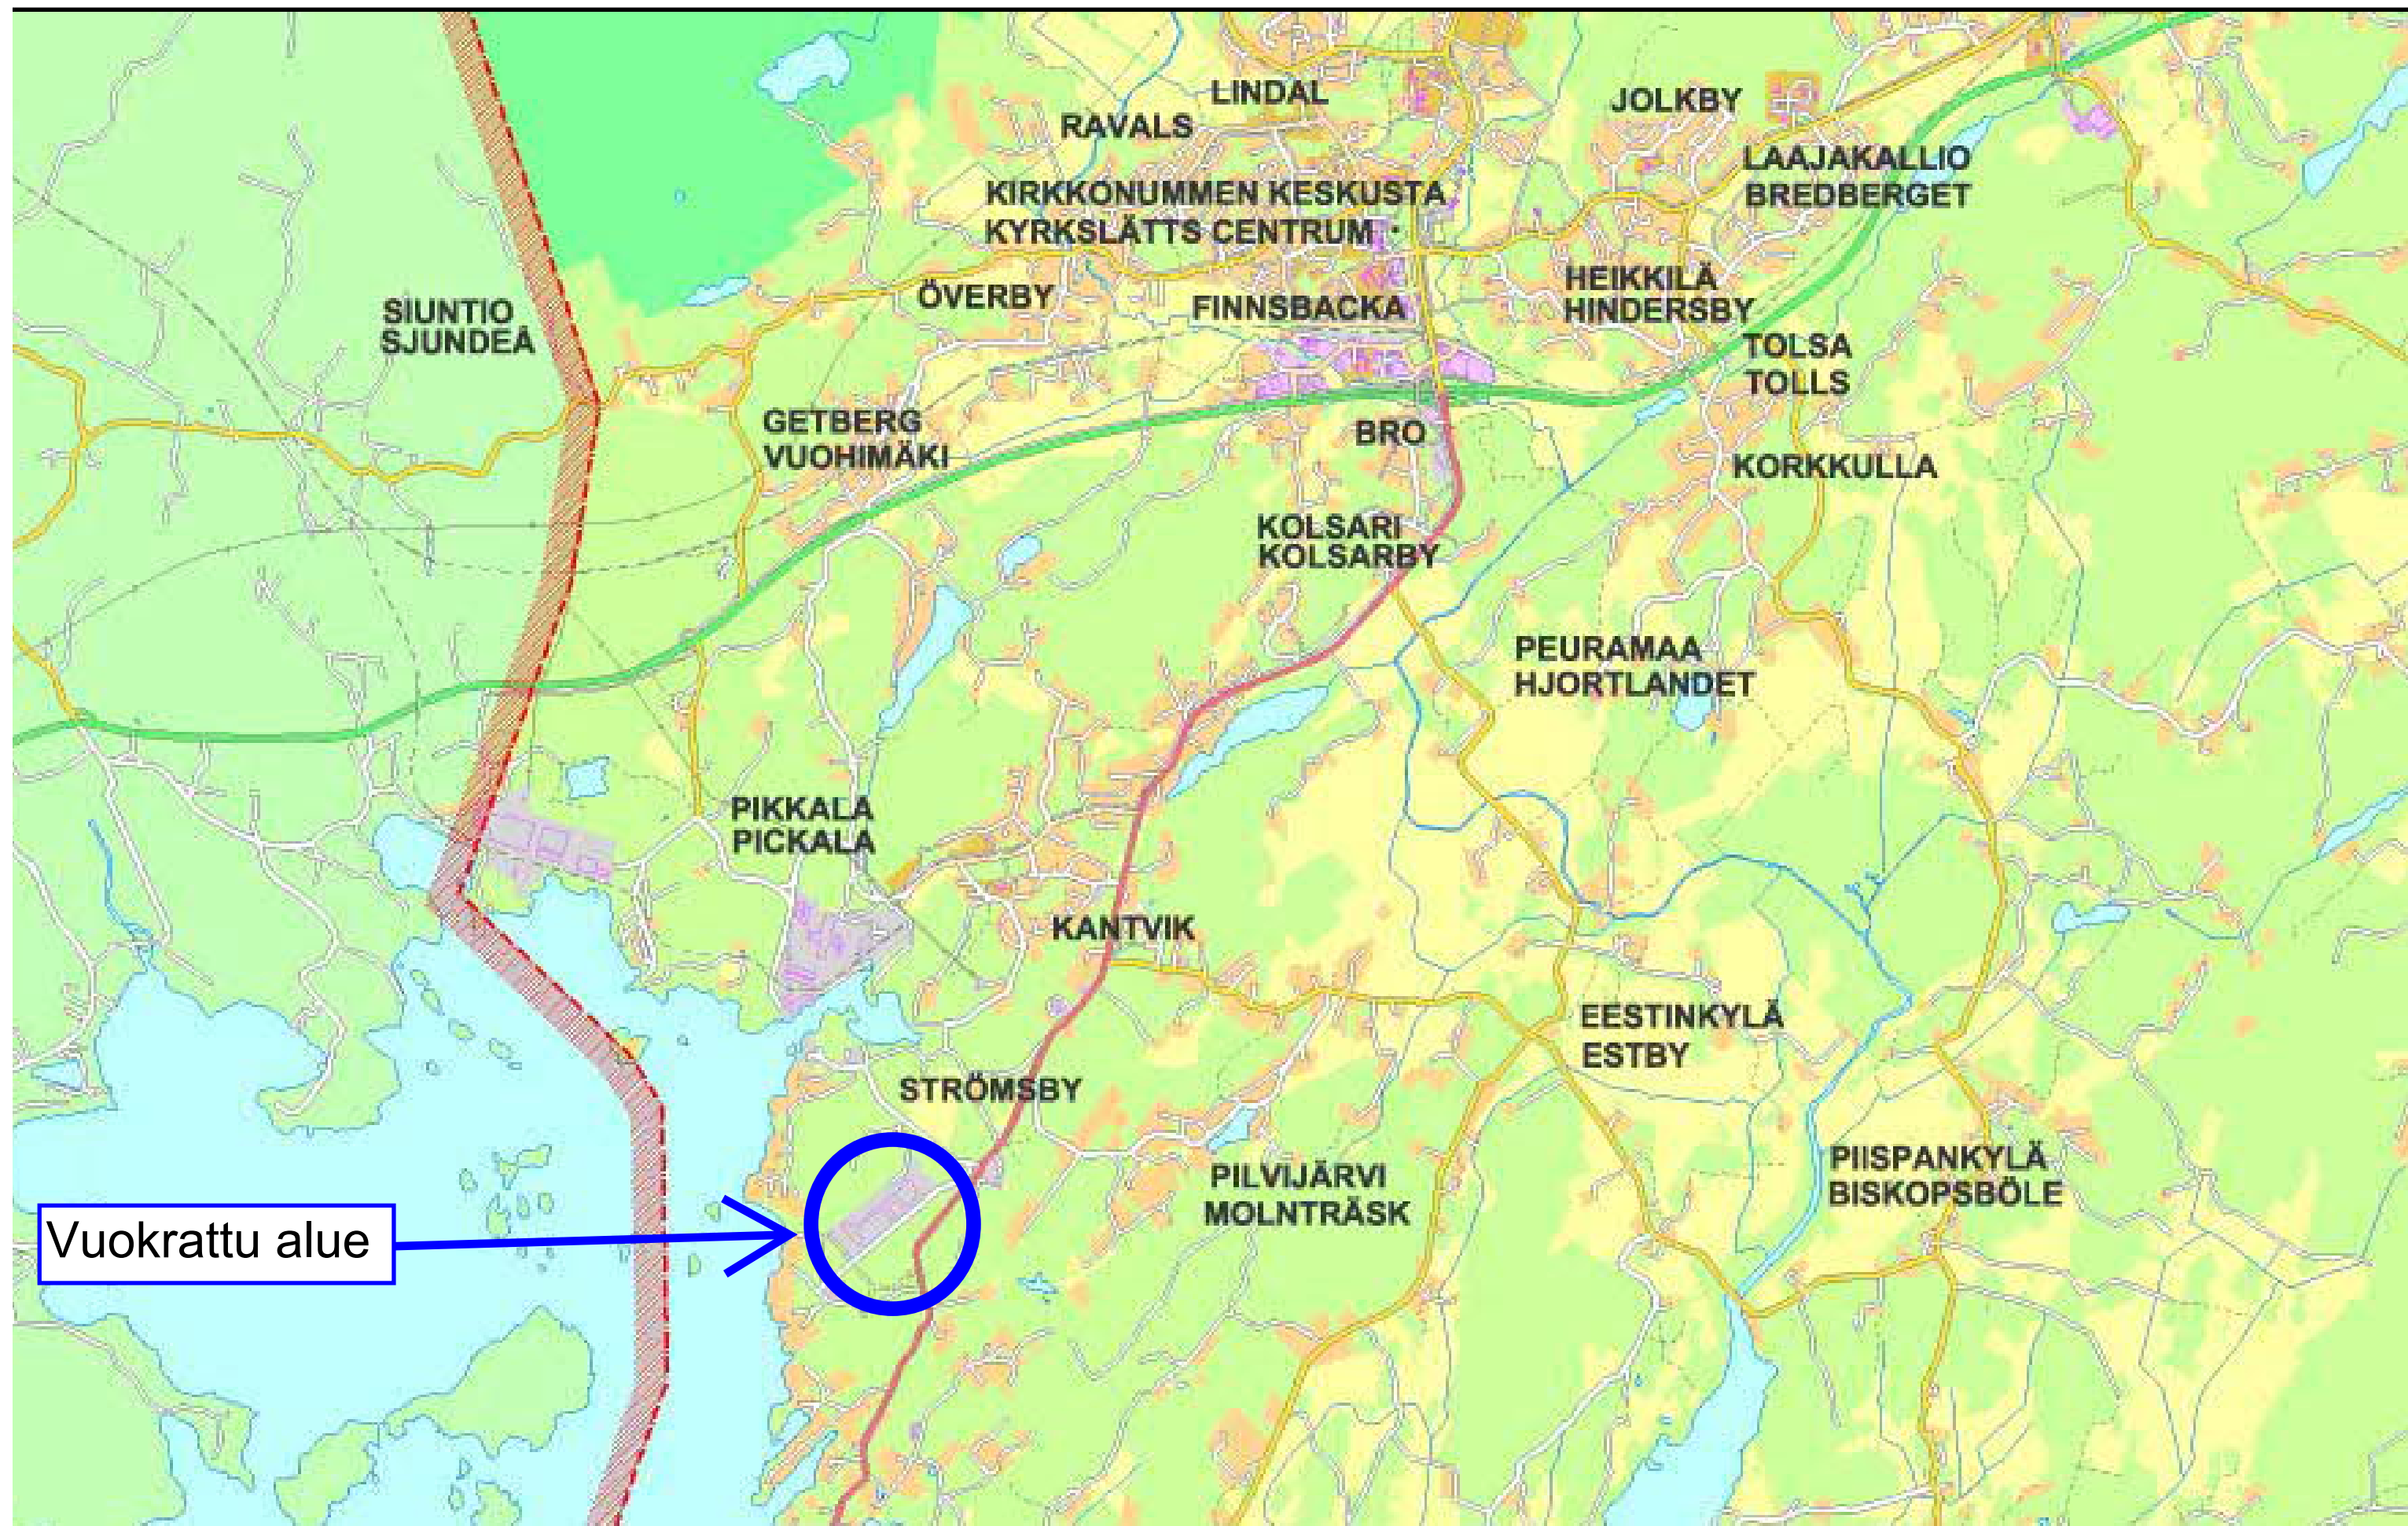 LINDAL
JOLKBY
RAVALS
LAAJAKALLIO
BREDBERGET
KIRKKONUMMEN KESKUSTA
KYRKSLÄTTS CENTRUM
HEIKKILÄ
HINDERSBY
ÖVERBY
FINNSBACKA
SIUNTIO
SJUNDEÅ
TOLSA
TOLLS
GETBERG
VUOHIMÄKI
BRO
KORKKULLA
KOLSARI
KOLSARBY
PEURAMAA
HJORTLANDET
PIKKALA
PICKALA
KANTVIK
EESTINKYLÄ
ESTBY
STRÖMSBY
PIISPANKYLÄ
BISKOPSBÖLE
PILVIJÄRVI
MOLNTRÄSK
Vuokrattu alue